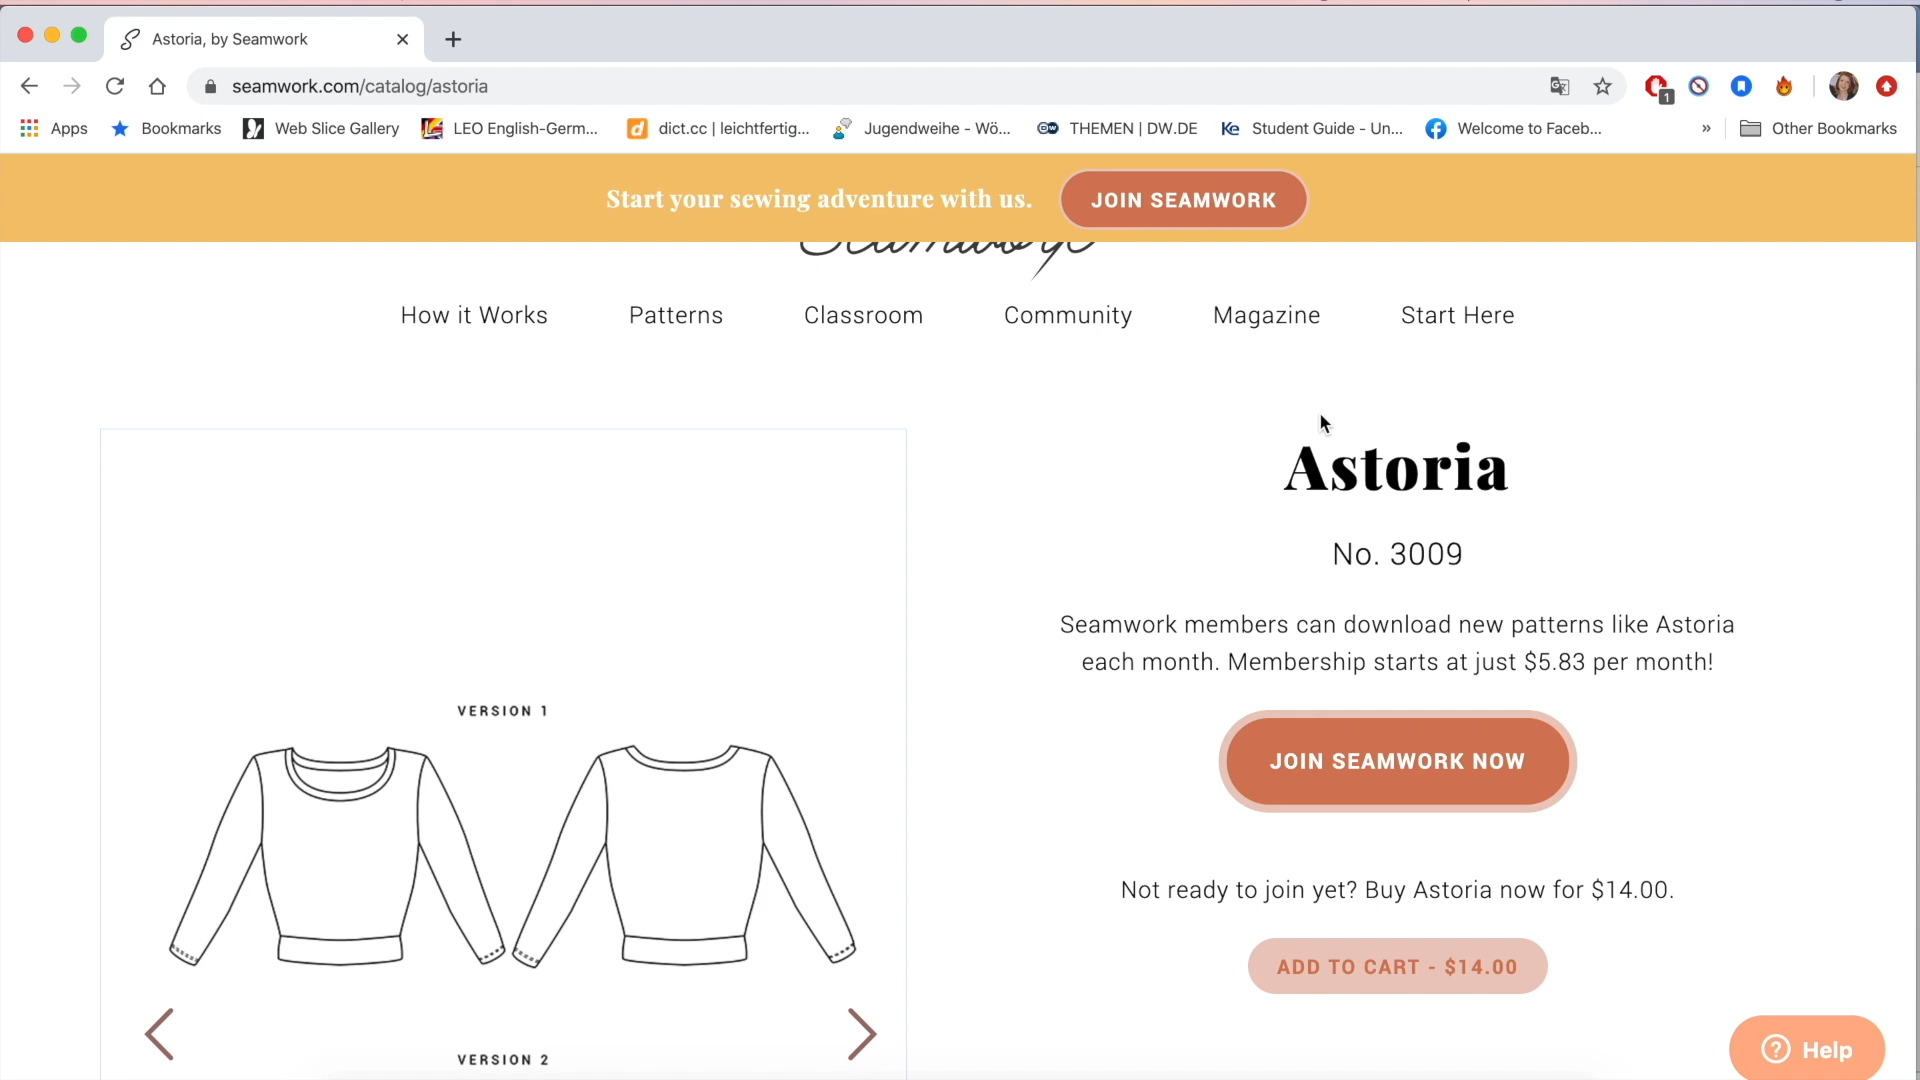 Astoria, by Seamwork
seamwork.com/catalog/astoria
1
Apps
Bookmarks
Web Slice Gallery
LEO English-Germ...
dict.cc | leichtfertig...
Jugendweihe - Wö...
THEMEN | DW.DE
Student Guide - Un...
Welcome to Faceb...
»
Other Bookmarks
Start your sewing adventure with us.
JOIN SEAMWORK
How it Works
Patterns
Classroom
Community
Magazine
Start Here
Astoria
No. 3009
Seamwork members can download new patterns like Astoria
each month. Membership starts at just $5.83 per month!
JOIN SEAMWORK NOW
Not ready to join yet? Buy Astoria now for $14.00.
ADD TO CART - $14.00
VERSION 1
VERSION 2
Help